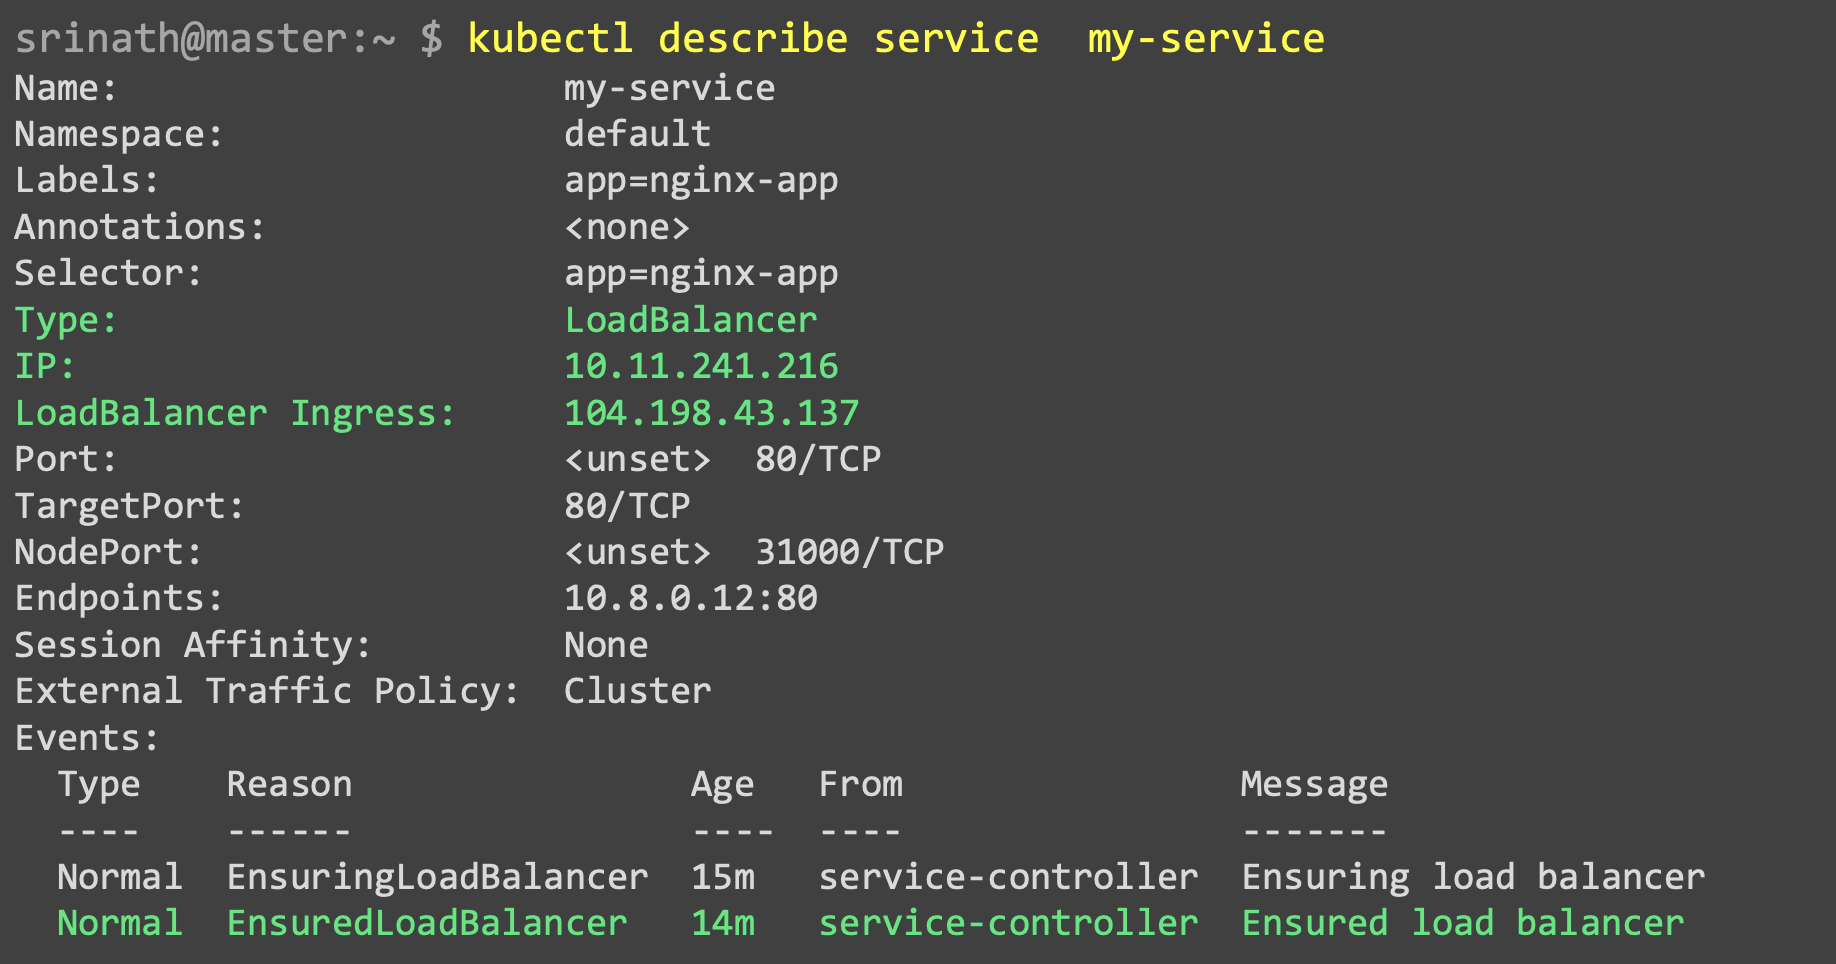 srinath@master:~ $ kubectl describe service  my-service
Name:                     my-service
Namespace:                default
Labels:                   app=nginx-app
Annotations:              <none>
Selector:                 app=nginx-app
Type:                     LoadBalancer
IP:                       10.11.241.216
LoadBalancer Ingress:     104.198.43.137
Port:                     <unset>  80/TCP
TargetPort:               80/TCP
NodePort:                 <unset>  31000/TCP
Endpoints:                10.8.0.12:80
Session Affinity:         None
External Traffic Policy:  Cluster
Events:
  Type    Reason                Age   From                Message
  ----    ------                ----  ----                -------
  Normal  EnsuringLoadBalancer  15m   service-controller  Ensuring load balancer
  Normal  EnsuredLoadBalancer   14m   service-controller  Ensured load balancer